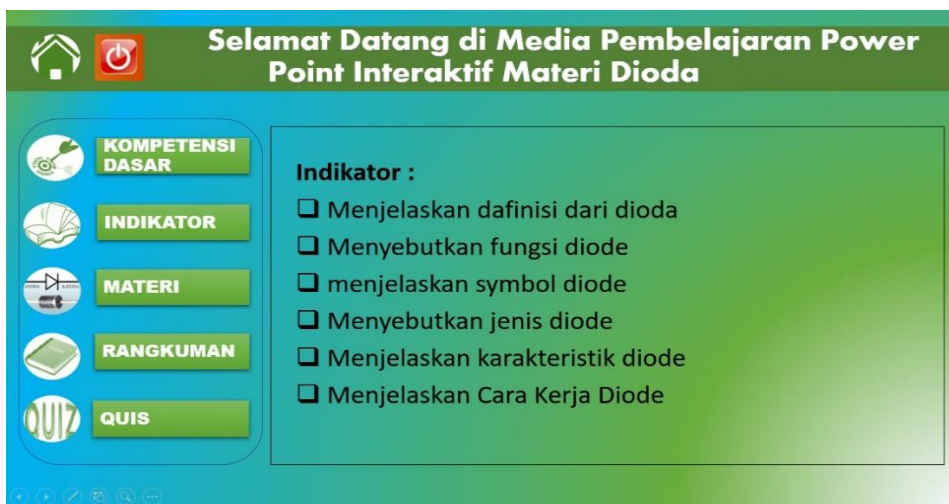 Selamat Datang di Media Pembelajaran Power
Point Interaktif Materi Dioda
KOMPETENSI
DASAR
INDIKATOR
MATERI
RANGKUMAN
QUIZ
QUIS
Indikator :
Menjelaskan dafinisi dari dioda
Menyebutkan fungsi diode
menjelaskan symbol diode
Menyebutkan jenis diode
Menjelaskan karakteristik diode
Menjelaskan Cara Kerja Diode